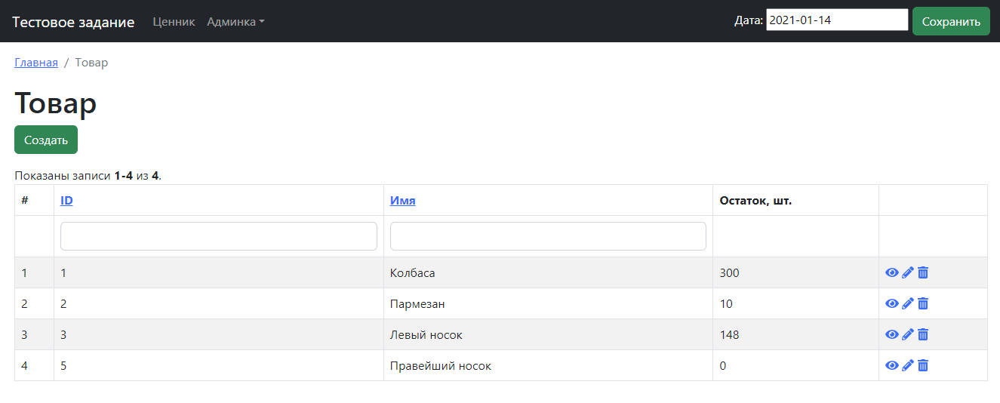 Тестовое задание Ценник Админка Дата: 2021-01-14 Сохранить
Главная / Товар
Товар
Создать
Показаны записи 1-4 из 4.
# ID Имя Остаток, шт.
1 1 Колбаса 300
2 2 Пармезан 10
3 3 Левый носок 148
4 5 Правейший носок 0